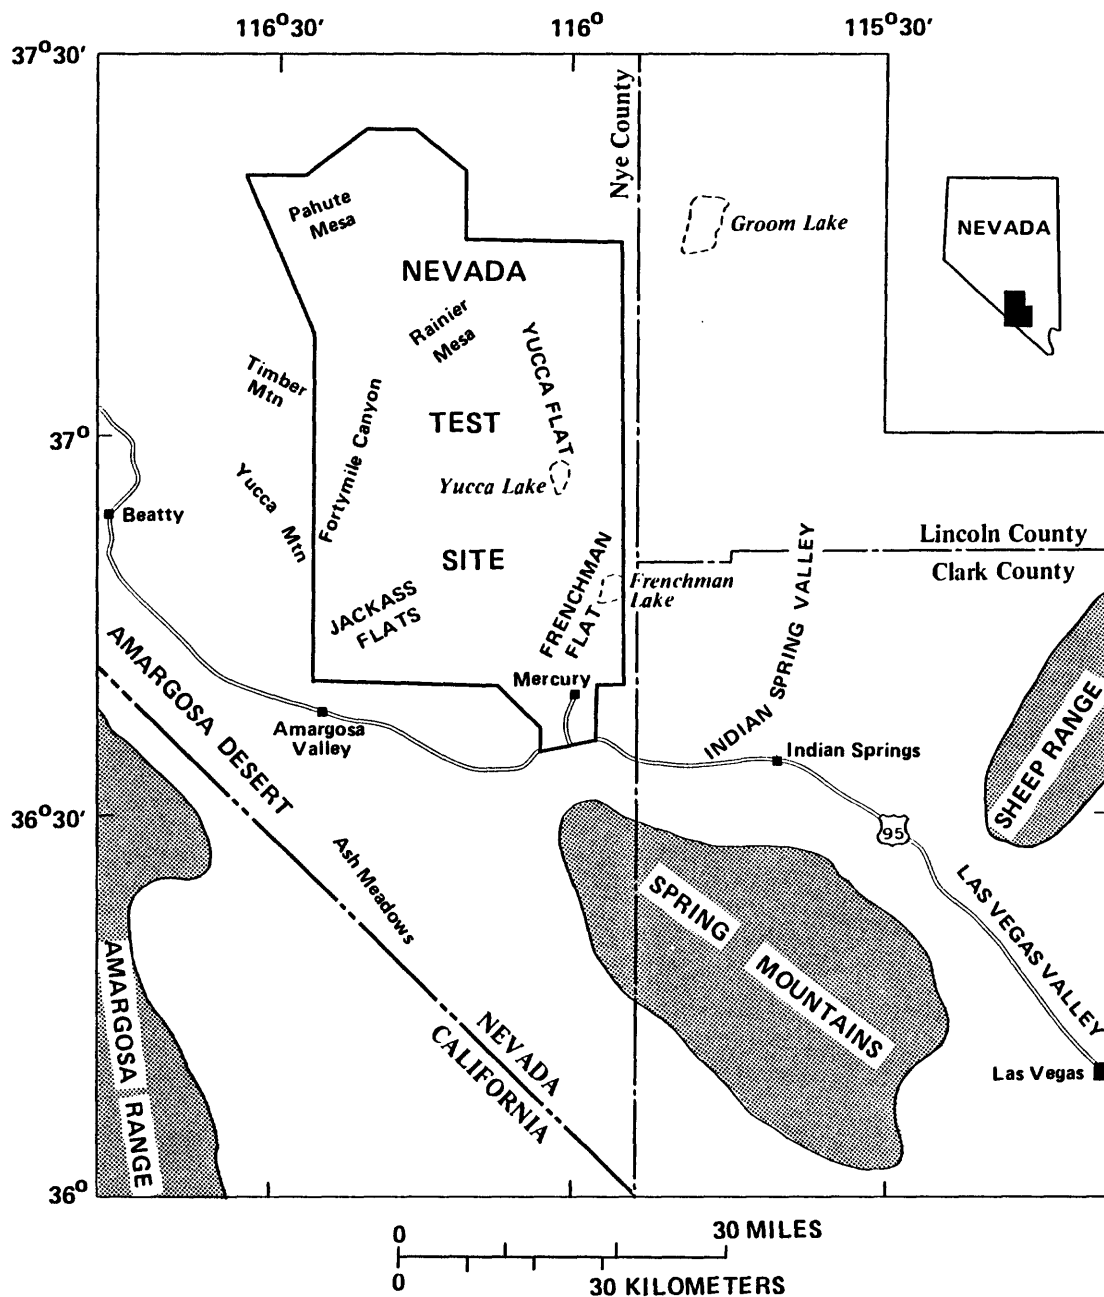 116°30′
116°
115°30′
37°30′
Nye County
Pahute
Mesa
Groom Lake
NEVADA
NEVADA
Rainier
Mesa
YUCCA FLAT
Timber
Mtn
Fortymile Canyon
TEST
37°
Yucca Lake
Yucca Mtn
Beatty
SITE
Lincoln County
Clark County
FRENCHMAN
FLAT
Frenchman
Lake
INDIAN SPRING VALLEY
JACKASS
FLATS
Mercury
AMARGOSA DESERT
Amargosa
Valley
Indian Springs
SHEEP RANGE
36°30′
95
Ash Meadows
SPRING
MOUNTAINS
LAS VEGAS VALLEY
AMARGOSA RANGE
NEVADA
CALIFORNIA
Las Vegas
36°
0 30 MILES
0 30 KILOMETERS